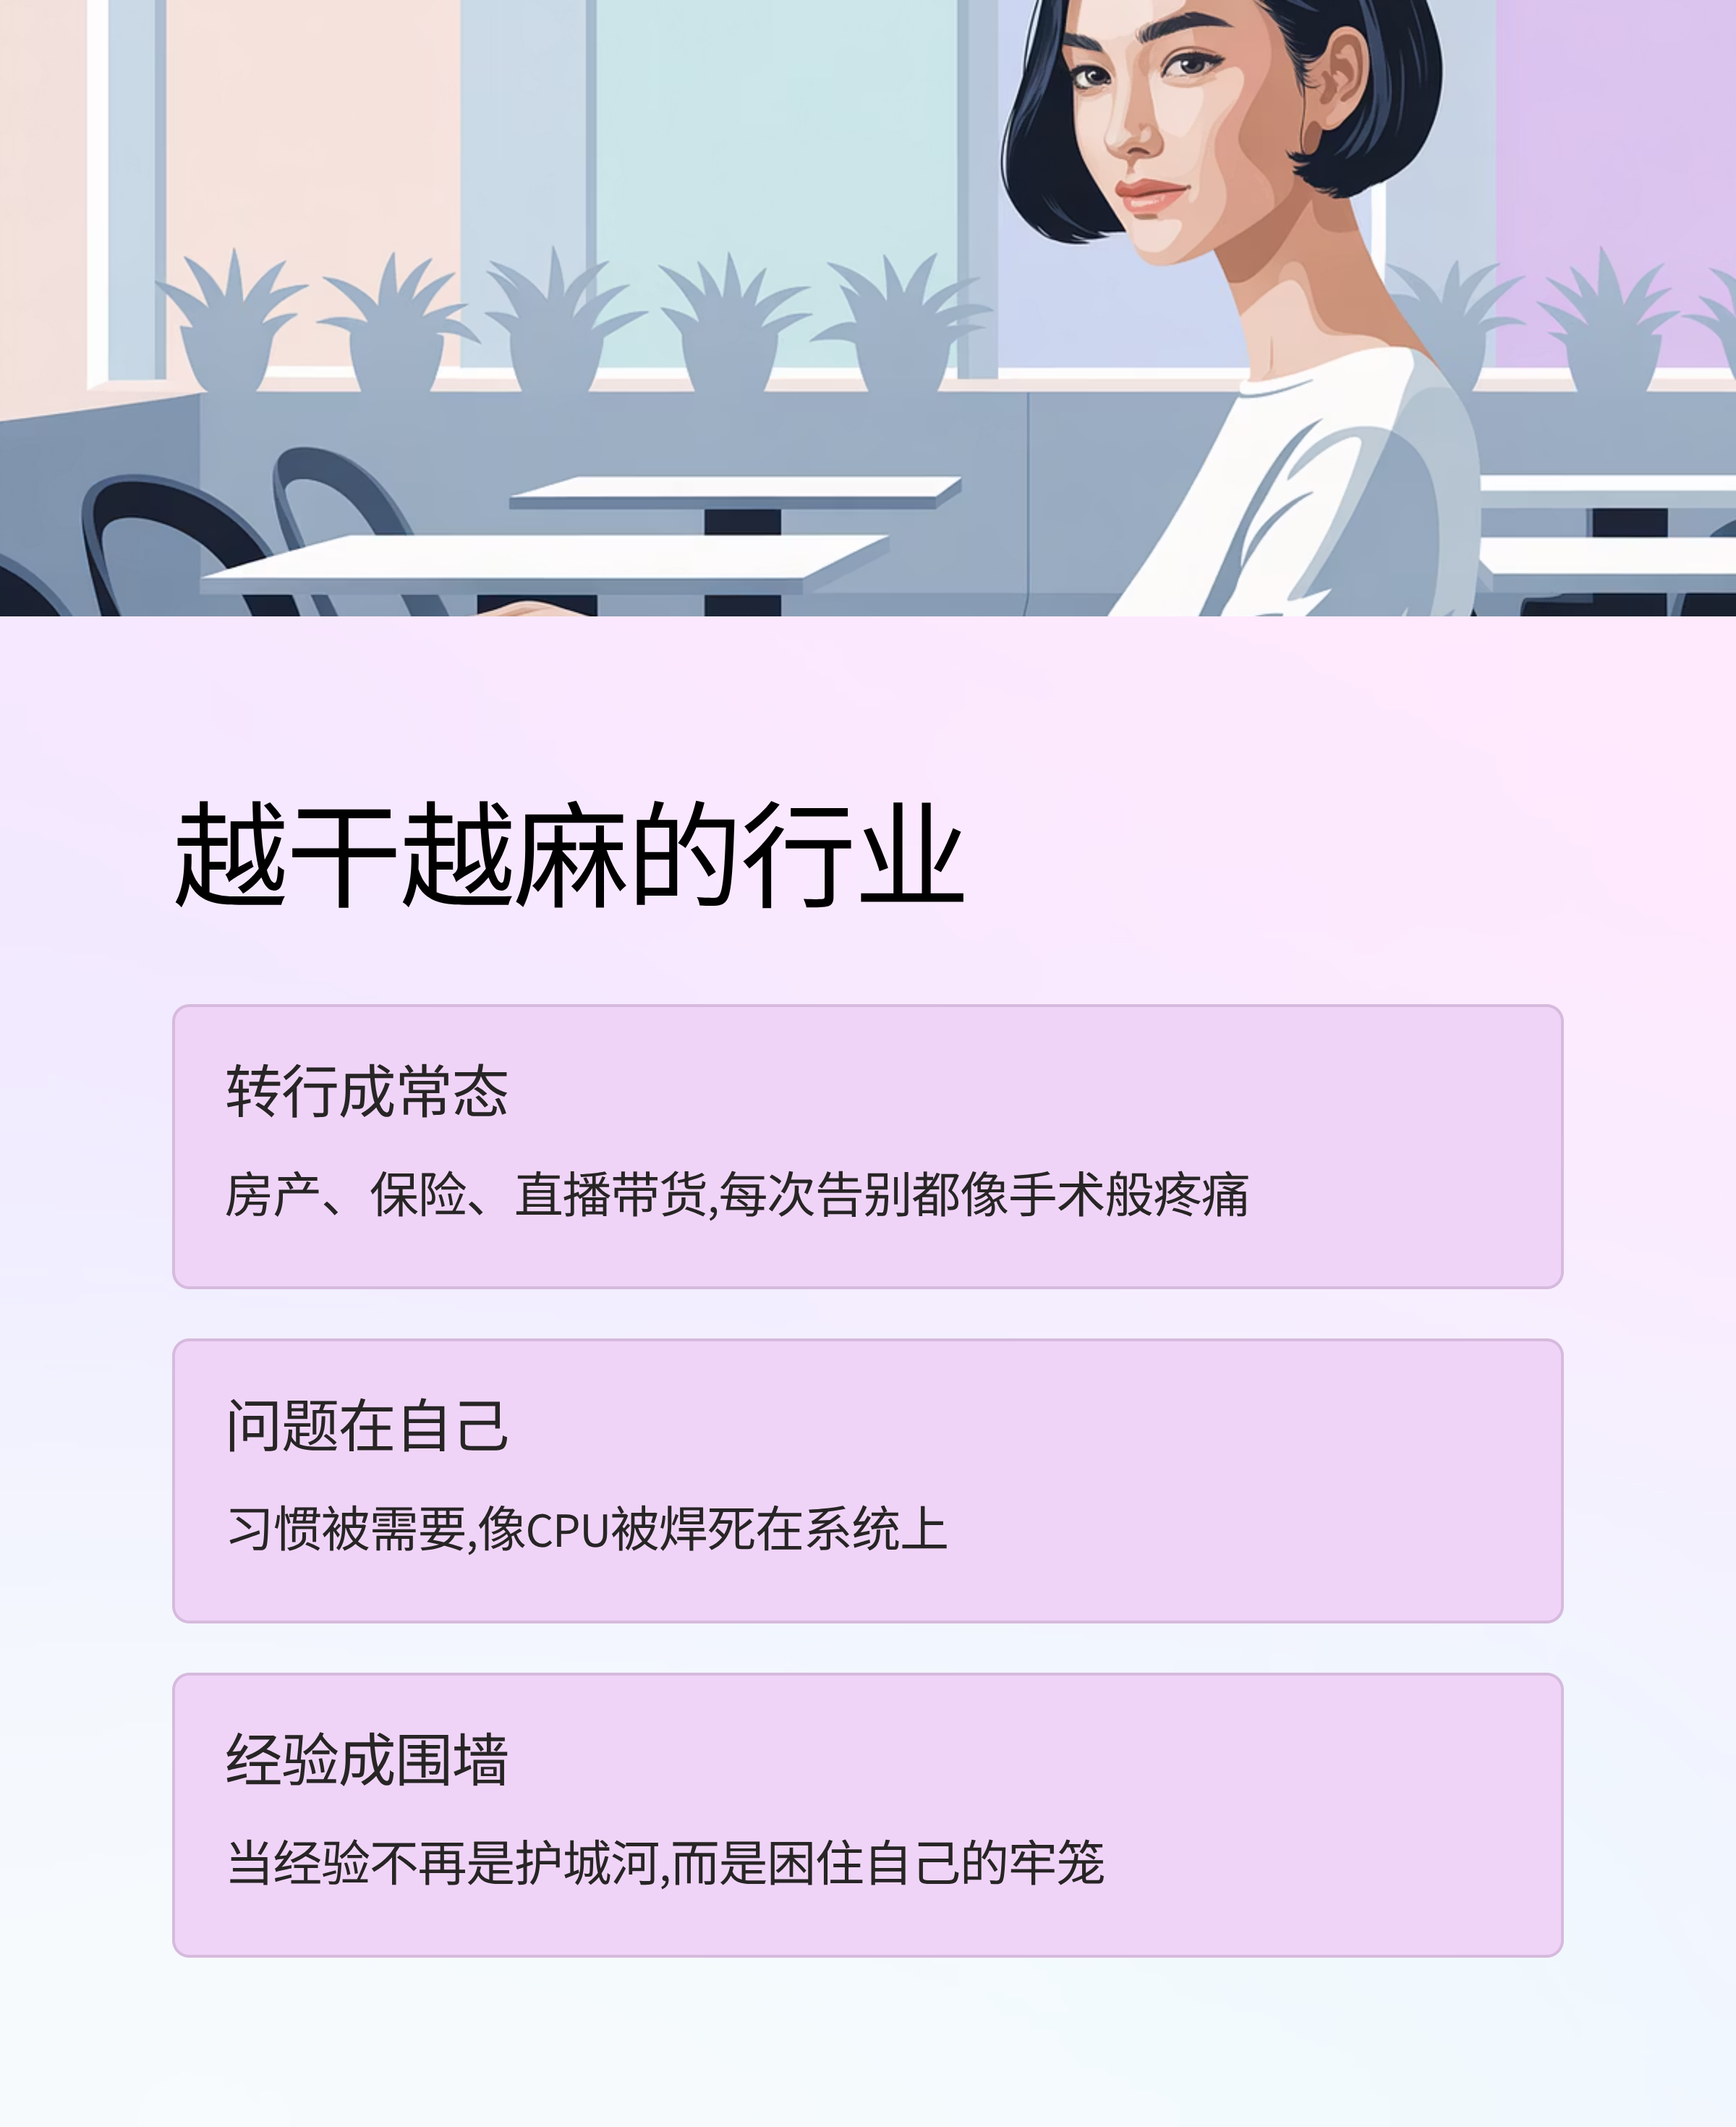 越干越麻的行业
转行成常态
房产、保险、直播带货,每次告别都像手术般疼痛
问题在自己
习惯被需要,像CPU被焊死在系统上
经验成围墙
当经验不再是护城河,而是困住自己的牢笼